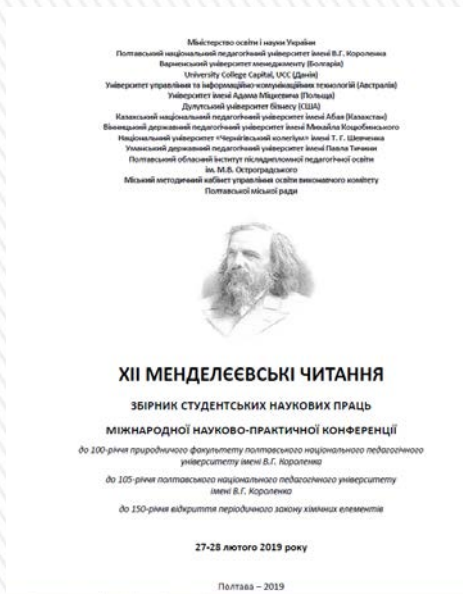 Міністерство освіти і науки України
Полтавський національний педагогічний університет імені В.Г. Короленка
Варненський університет менеджменту (Болгарія)
University College Capital, UCC (Данія)
Університет управління та інформаційно-комунікаційних технологій (Австралія)
Університет імені Адама Міцкевича (Польща)
Дулутський університет бізнесу (США)
Казахський національний педагогічний університет імені Абая (Казахстан)
Вінницький державний педагогічний університет імені Михайла Коцюбинського
Національний університет «Чернігівський колегіум» імені Т. Г. Шевченка
Уманський державний педагогічний університет імені Павла Тичини
Полтавський обласний інститут післядипломної педагогічної освіти
ім. М.В. Остроградського
Міський методичний кабінет управління освіти виконавчого комітету
Полтавської міської ради
XII МЕНДЕЛЄЄВСЬКІ ЧИТАННЯ
ЗБІРНИК СТУДЕНТСЬКИХ НАУКОВИХ ПРАЦЬ
МІЖНАРОДНОЇ НАУКОВО-ПРАКТИЧНОЇ КОНФЕРЕНЦІЇ
до 100-річчя природничого факультету полтавського національного педагогічного
університету імені В.Г. Короленка
до 105-річчя полтавського національного педагогічного університету
імені В.Г. Короленка
до 150-річчя відкриття періодичного закону хімічних елементів
27-28 лютого 2019 року
Полтава – 2019